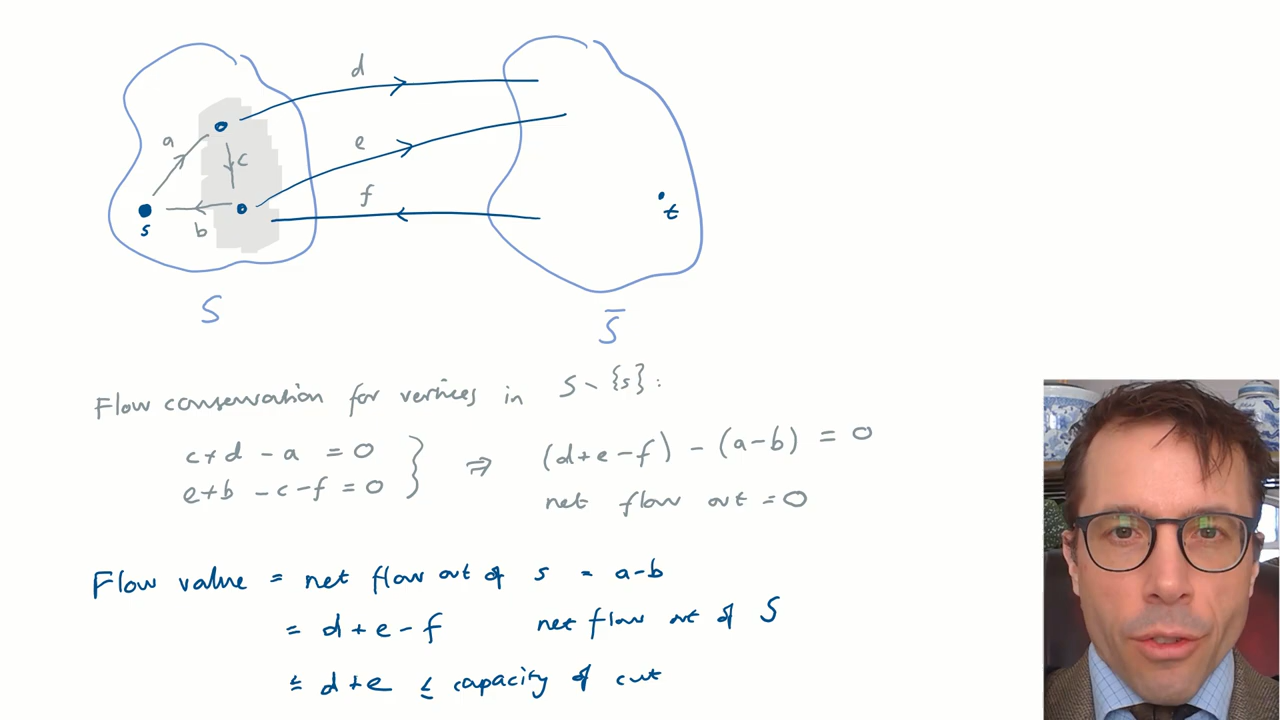 d
a
c
e
f
s
b
t
S
S̄
Flow conservation for vertices in S \ {s}:
c+d - a = 0
e+b - c - f = 0 } ⇒ (d+e-f) - (a-b) = 0
net flow out = 0
Flow value = net flow out of s = a-b
= d+e-f net flow out of S
≤ d+e ≤ capacity of cut